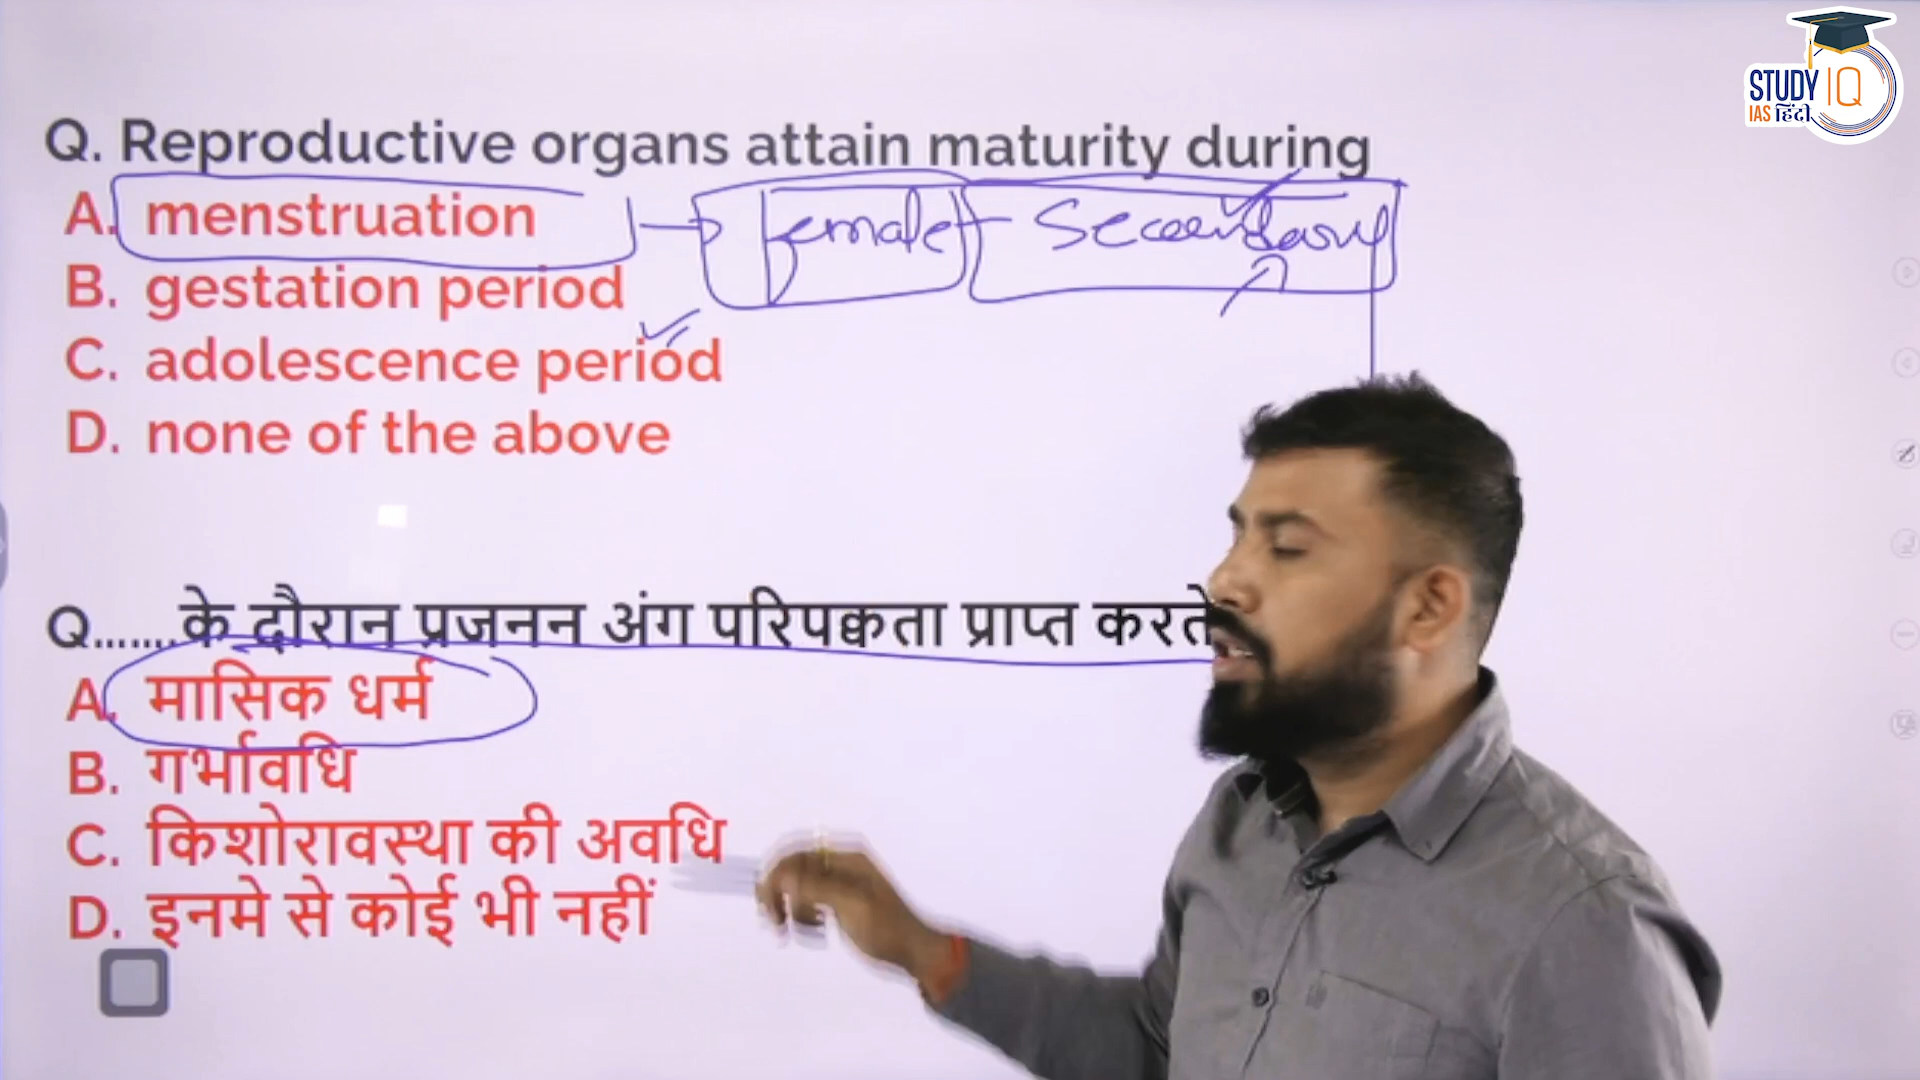 STUDY IQ
IAS हिंदी
Q. Reproductive organs attain maturity during
A. menstruation
female
Secondary
B. gestation period
C. adolescence period
D. none of the above
Q.......के दौरान प्रजनन अंग परिपक्वता प्राप्त करते
A. मासिक धर्म
B. गर्भावधि
C. किशोरावस्था की अवधि
D. इनमे से कोई भी नहीं